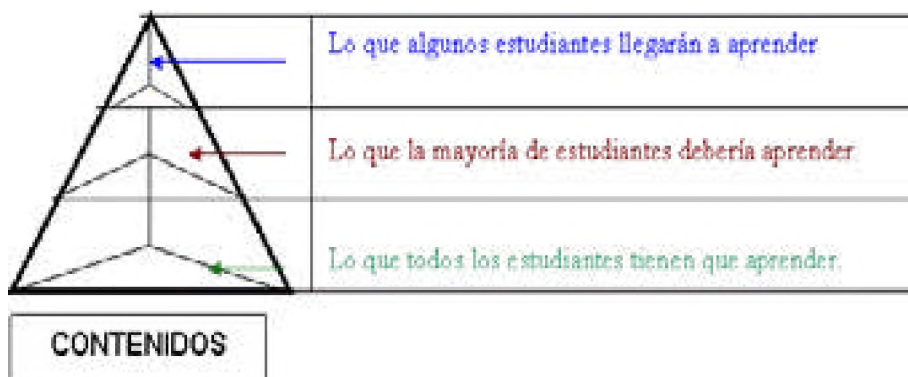 Lo que algunos estudiantes llegarán a aprender
Lo que la mayoría de estudiantes debería aprender.
Lo que todos los estudiantes tienen que aprender.
CONTENIDOS